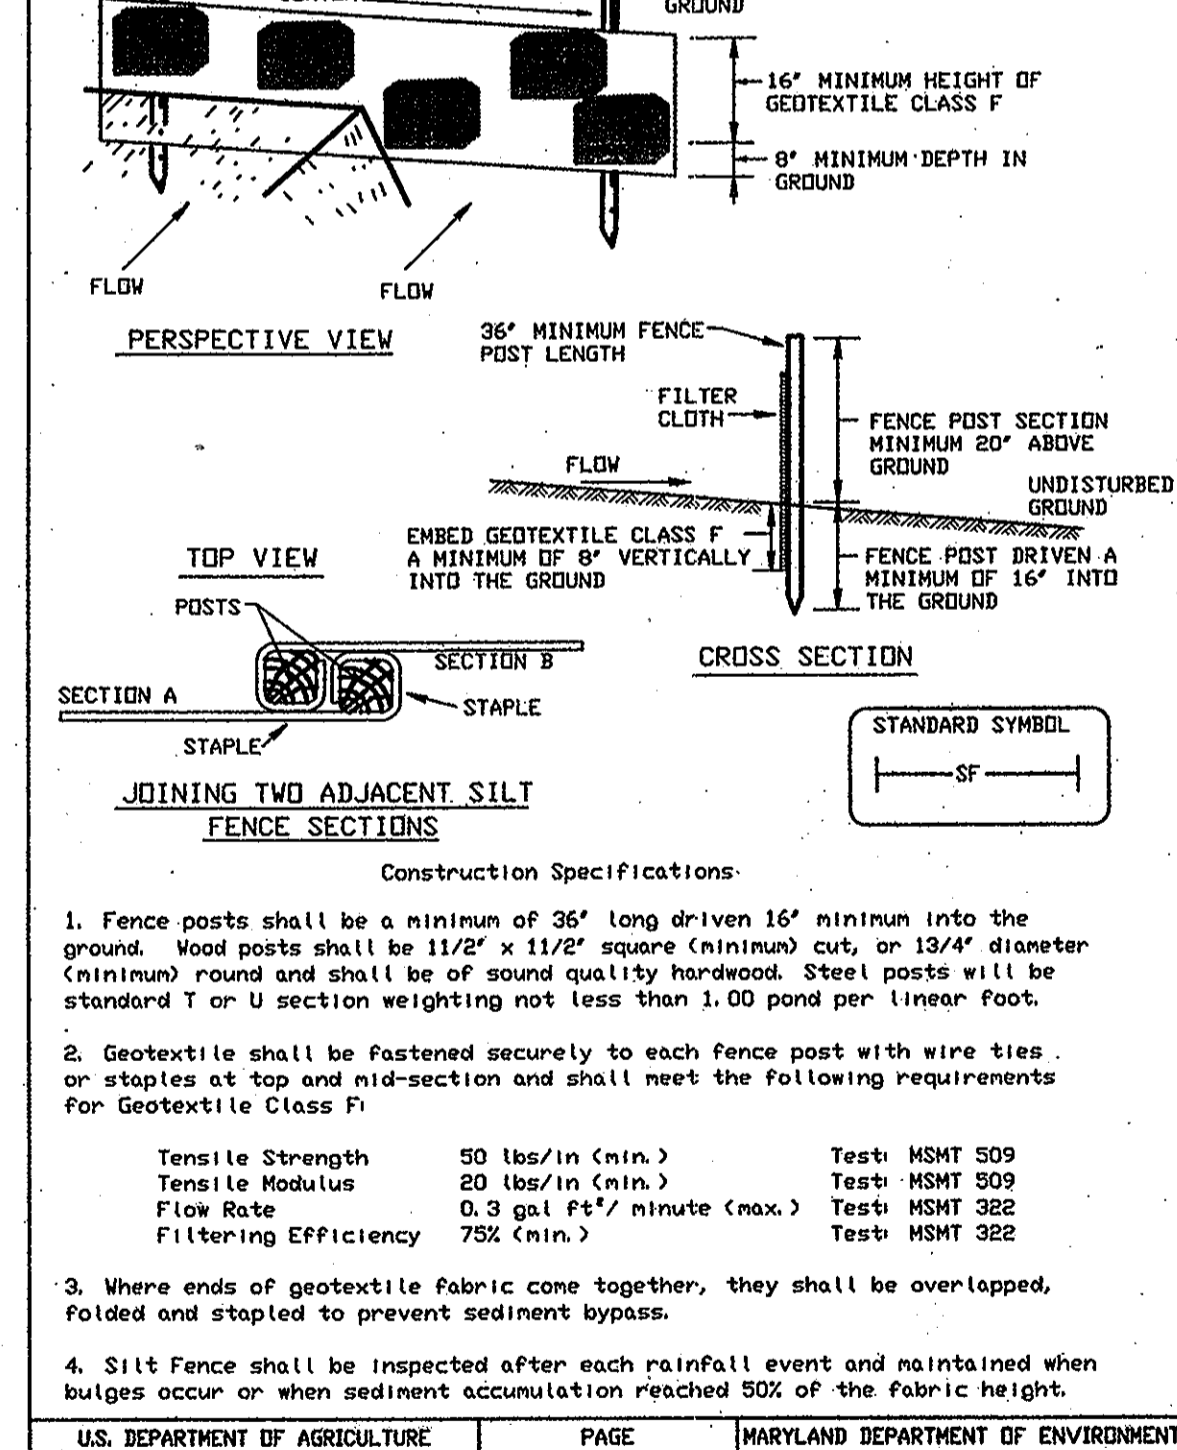 GROUND
16" MINIMUM HEIGHT OF
GEOTEXTILE CLASS F
8" MINIMUM DEPTH IN
GROUND
FLOW
FLOW
PERSPECTIVE VIEW
36" MINIMUM FENCE
POST LENGTH
FILTER
CLOTH
FENCE POST SECTION
MINIMUM 20" ABOVE
GROUND
FLOW
UNDISTURBED
GROUND
EMBED GEOTEXTILE CLASS F
A MINIMUM OF 8" VERTICALLY
INTO THE GROUND
FENCE POST DRIVEN A
MINIMUM OF 16" INTO
THE GROUND
TOP VIEW
POSTS
SECTION B
SECTION A
STAPLE
STAPLE
CROSS SECTION
STANDARD SYMBOL
SF
JOINING TWO ADJACENT SILT
FENCE SECTIONS
Construction Specifications
1. Fence posts shall be a minimum of 36" long driven 16" minimum into the
ground. Wood posts shall be 11/2" x 11/2" square (minimum) cut, or 13/4" diameter
(minimum) round and shall be of sound quality hardwood. Steel posts will be
standard T or U section weighting not less than 1.00 pond per linear foot.
2. Geotextile shall be fastened securely to each fence post with wire ties
or staples at top and mid-section and shall meet the following requirements
for Geotextile Class F:
Tensile Strength 50 lbs/in (min.) Test: MSMT 509
Tensile Modulus 20 lbs/in (min.) Test: MSMT 509
Flow Rate 0.3 gal ft²/ minute (max.) Test: MSMT 322
Filtering Efficiency 75% (min.) Test: MSMT 322
3. Where ends of geotextile fabric come together, they shall be overlapped,
folded and stapled to prevent sediment bypass.
4. Silt Fence shall be inspected after each rainfall event and maintained when
bulges occur or when sediment accumulation reached 50% of the fabric height.
U.S. DEPARTMENT OF AGRICULTURE PAGE MARYLAND DEPARTMENT OF ENVIRONMENT